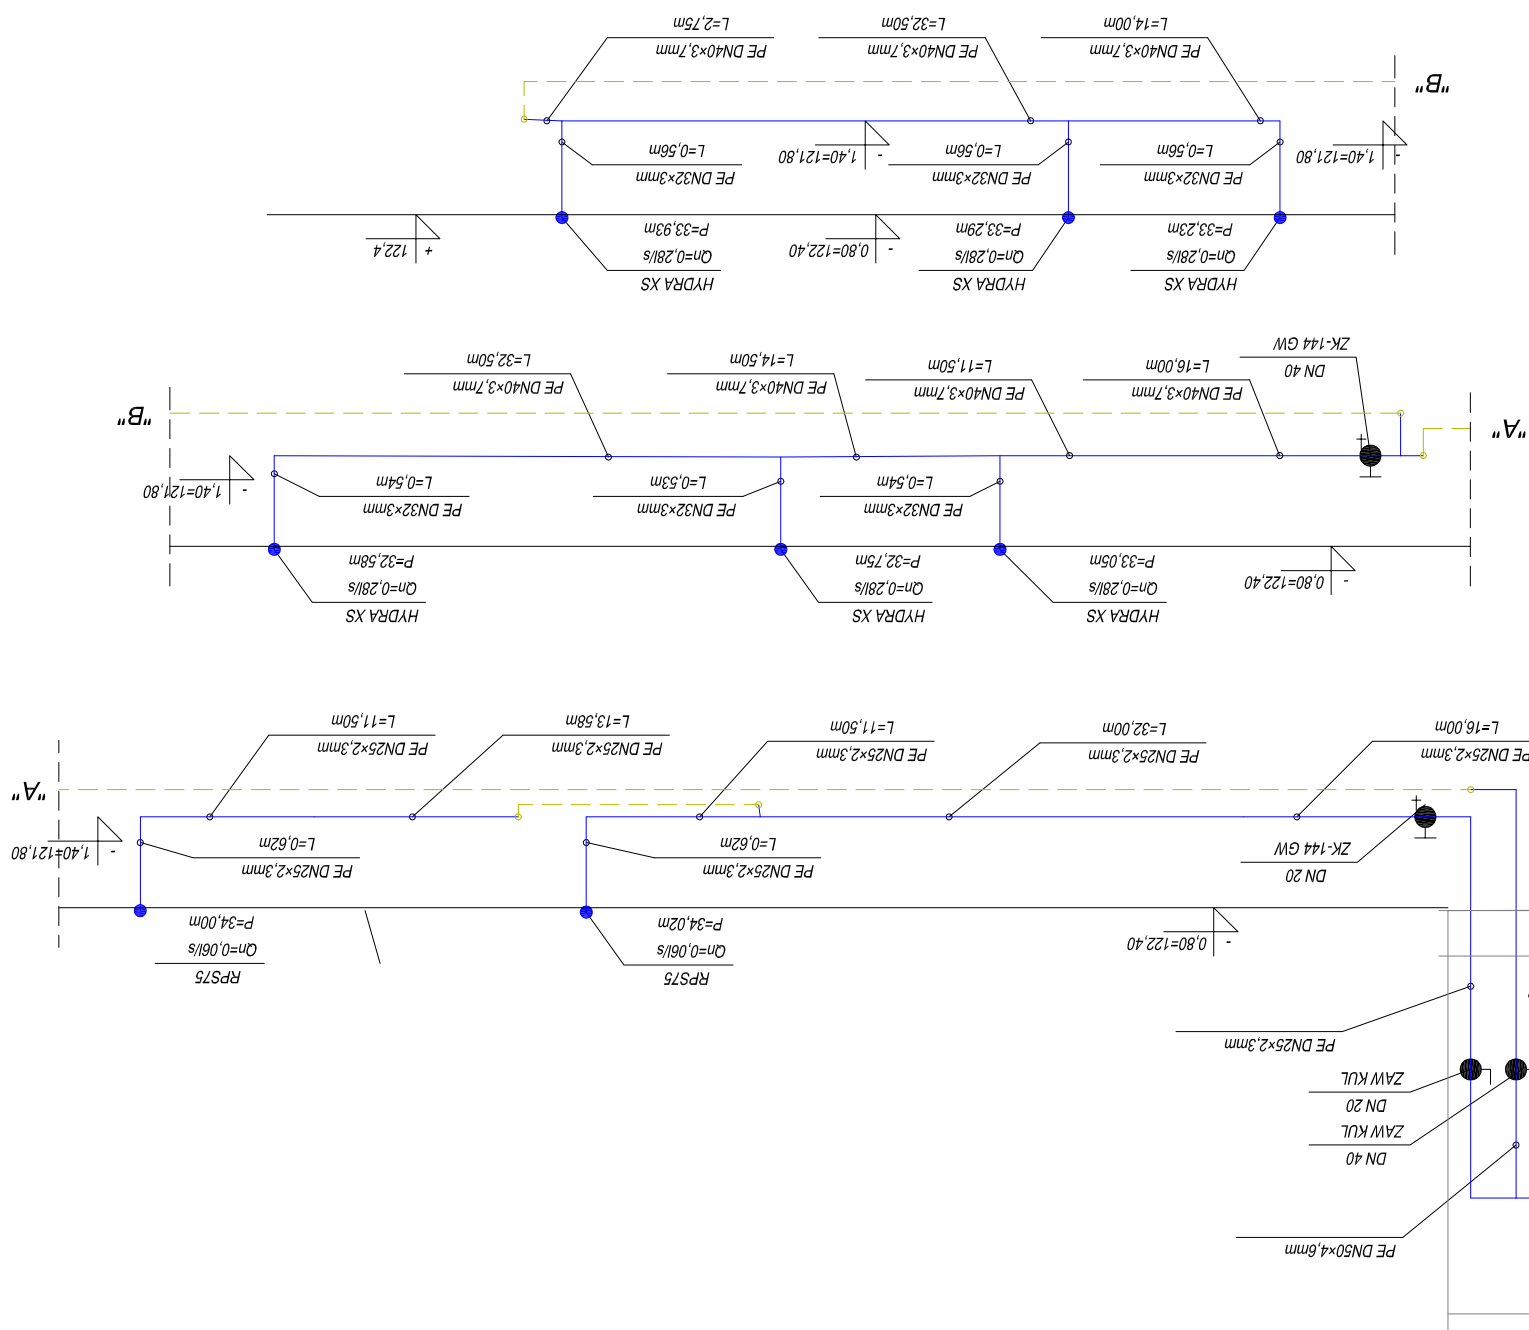 PE DN50×4,6mm
DN 40
ZAW KUL
DN 20
ZAW KUL
PE DN25×2,3mm
- 0,80=122,40
RPS75
Qn=0,06l/s
P=34,02m
RPS75
Qn=0,06l/s
P=34,00m
DN 20
ZK-144 GW
PE DN25×2,3mm
L=0,62m
PE DN25×2,3mm
L=0,62m
- 1,40=121,80
"A"
PE DN25×2,3mm
L=16,00m
PE DN25×2,3mm
L=32,00m
PE DN25×2,3mm
L=11,50m
PE DN25×2,3mm
L=13,58m
PE DN25×2,3mm
L=11,50m
HYDRA XS
Qn=0,28l/s
P=33,05m
HYDRA XS
Qn=0,28l/s
P=32,75m
HYDRA XS
Qn=0,28l/s
P=32,58m
- 0,80=122,40
PE DN32×3mm
L=0,54m
PE DN32×3mm
L=0,53m
PE DN32×3mm
L=0,54m
- 1,40=121,80
"A"
"B"
DN 40
ZK-144 GW
PE DN40×3,7mm
L=16,00m
PE DN40×3,7mm
L=11,50m
PE DN40×3,7mm
L=14,50m
PE DN40×3,7mm
L=32,50m
HYDRA XS
Qn=0,28l/s
P=33,23m
HYDRA XS
Qn=0,28l/s
P=33,29m
HYDRA XS
Qn=0,28l/s
P=33,93m
- 0,80=122,40
+ 122,4
- 1,40=121,80
PE DN32×3mm
L=0,56m
PE DN32×3mm
L=0,56m
- 1,40=121,80
PE DN32×3mm
L=0,56m
"B"
PE DN40×3,7mm
L=14,00m
PE DN40×3,7mm
L=32,50m
PE DN40×3,7mm
L=2,75m